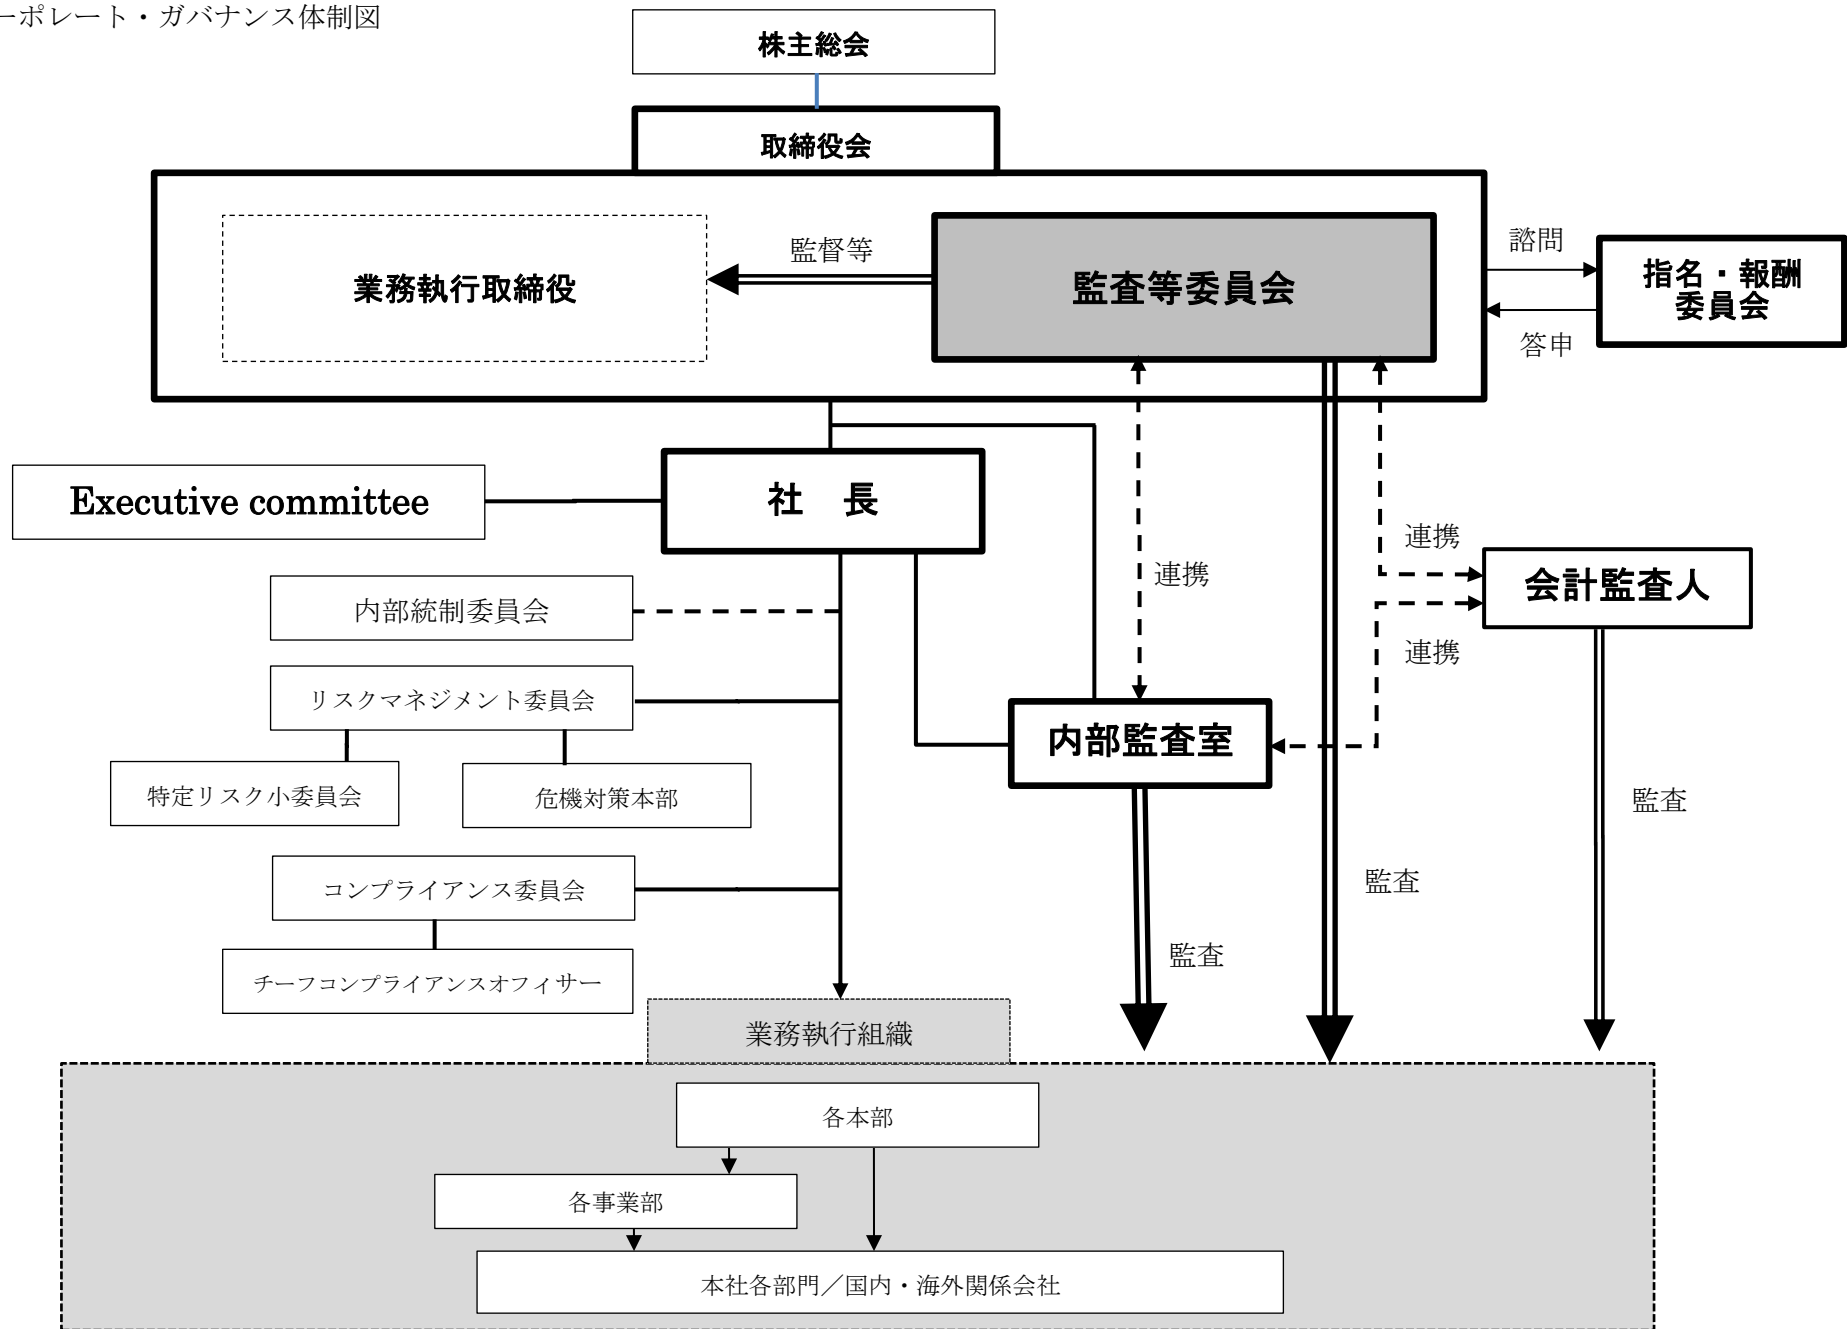 ーポレート・ガバナンス体制図
株主総会
取締役会
業務執行取締役
監督等
監査等委員会
諮問
指名・報酬
委員会
答申
Executive committee
社　長
連携
連携
会計監査人
連携
内部統制委員会
リスクマネジメント委員会
内部監査室
特定リスク小委員会
危機対策本部
監査
コンプライアンス委員会
監査
チーフコンプライアンスオフィサー
監査
業務執行組織
各本部
各事業部
本社各部門／国内・海外関係会社